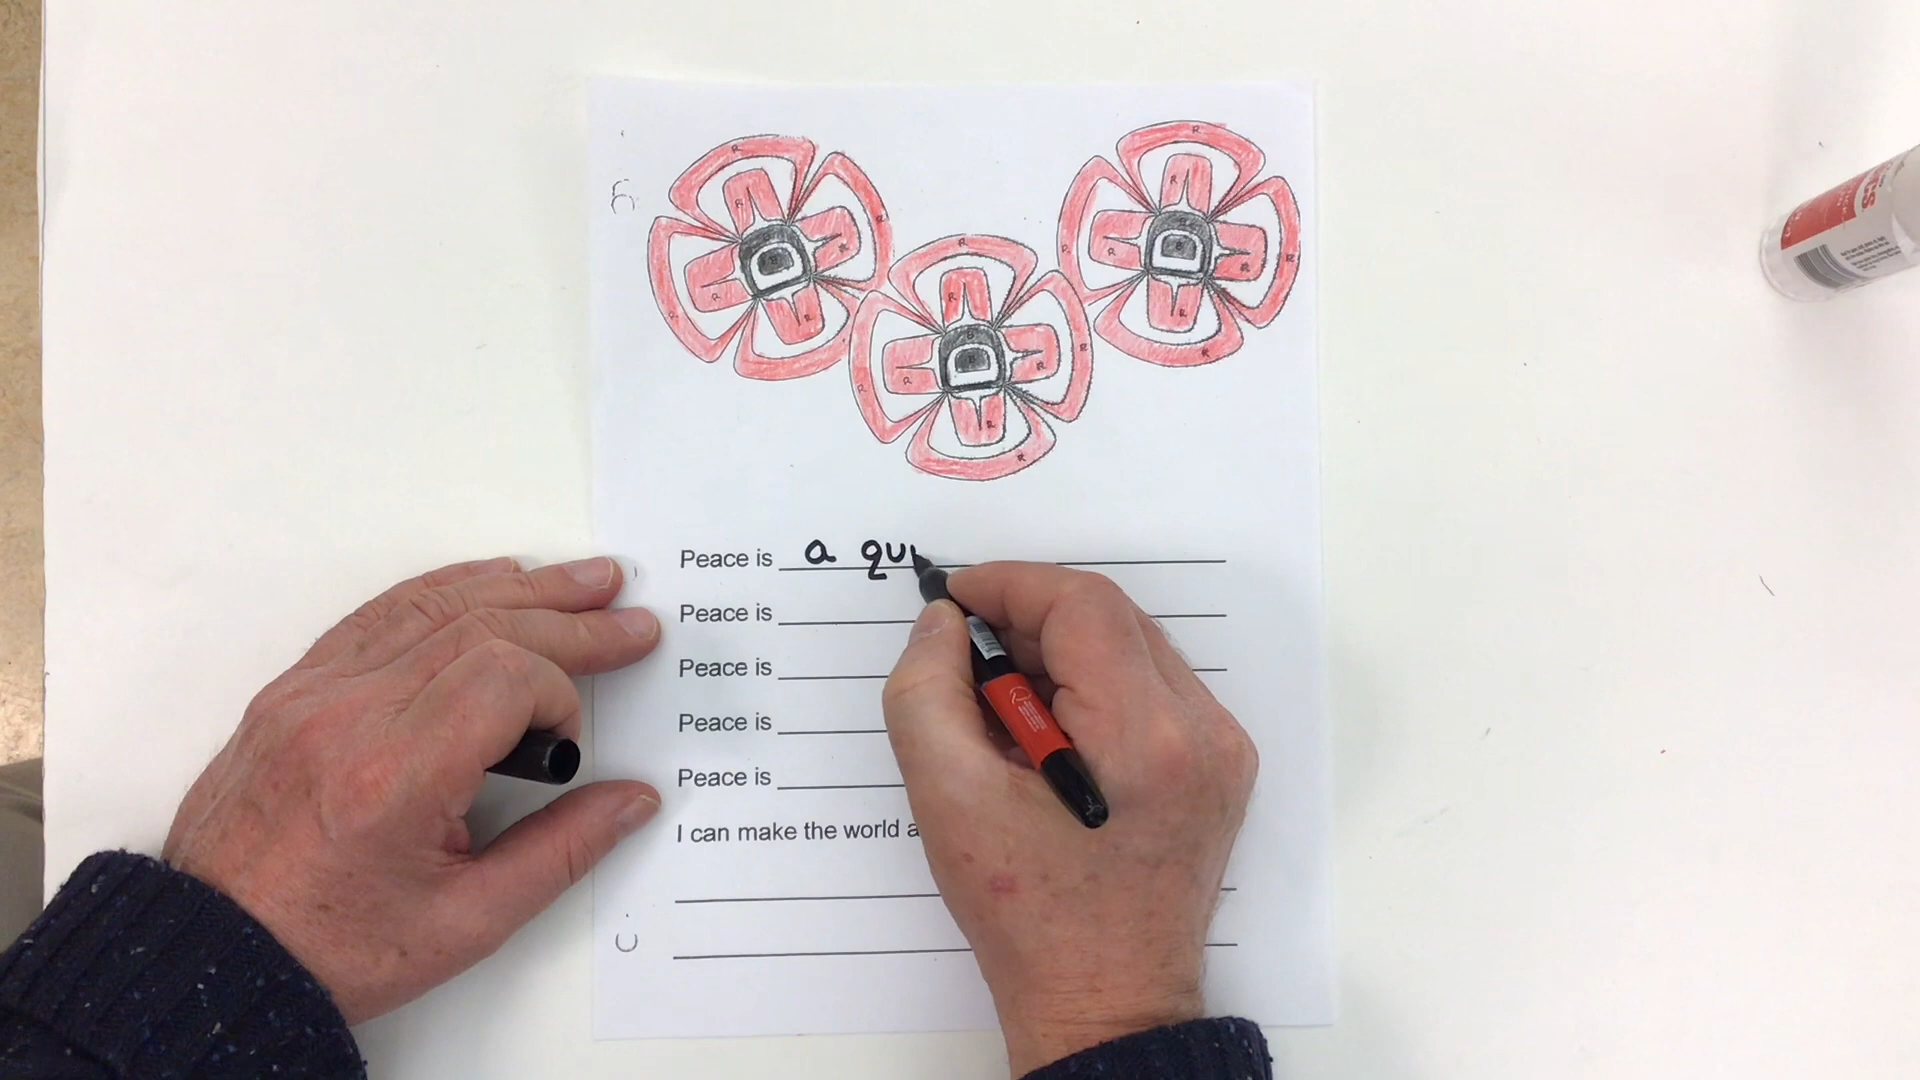 Peace is a qu
Peace is
Peace is
Peace is
Peace is
I can make the world a